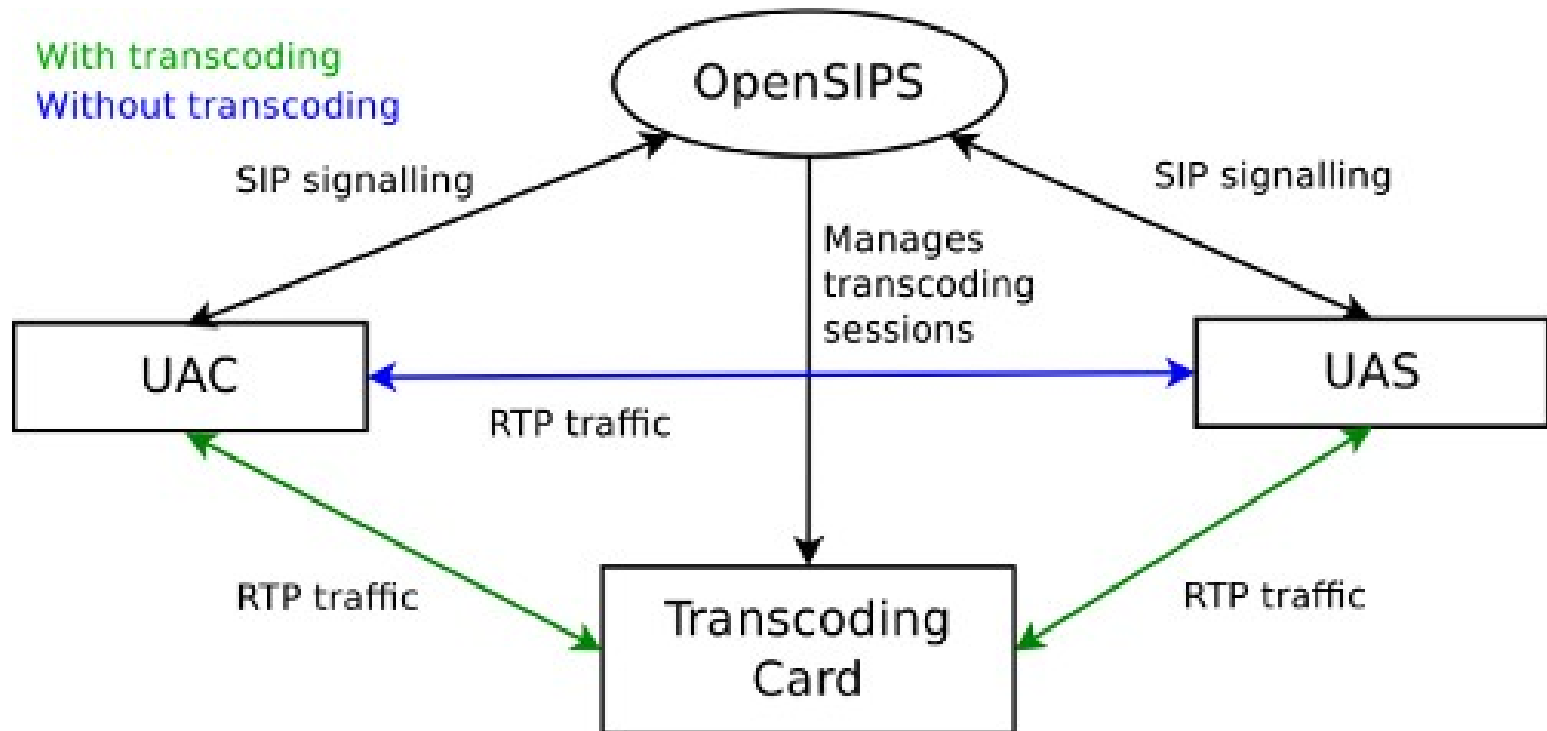 With transcoding
Without transcoding
OpenSIPS
SIP signalling
SIP signalling
Manages
transcoding
sessions
UAC
UAS
RTP traffic
RTP traffic
RTP traffic
Transcoding
Card